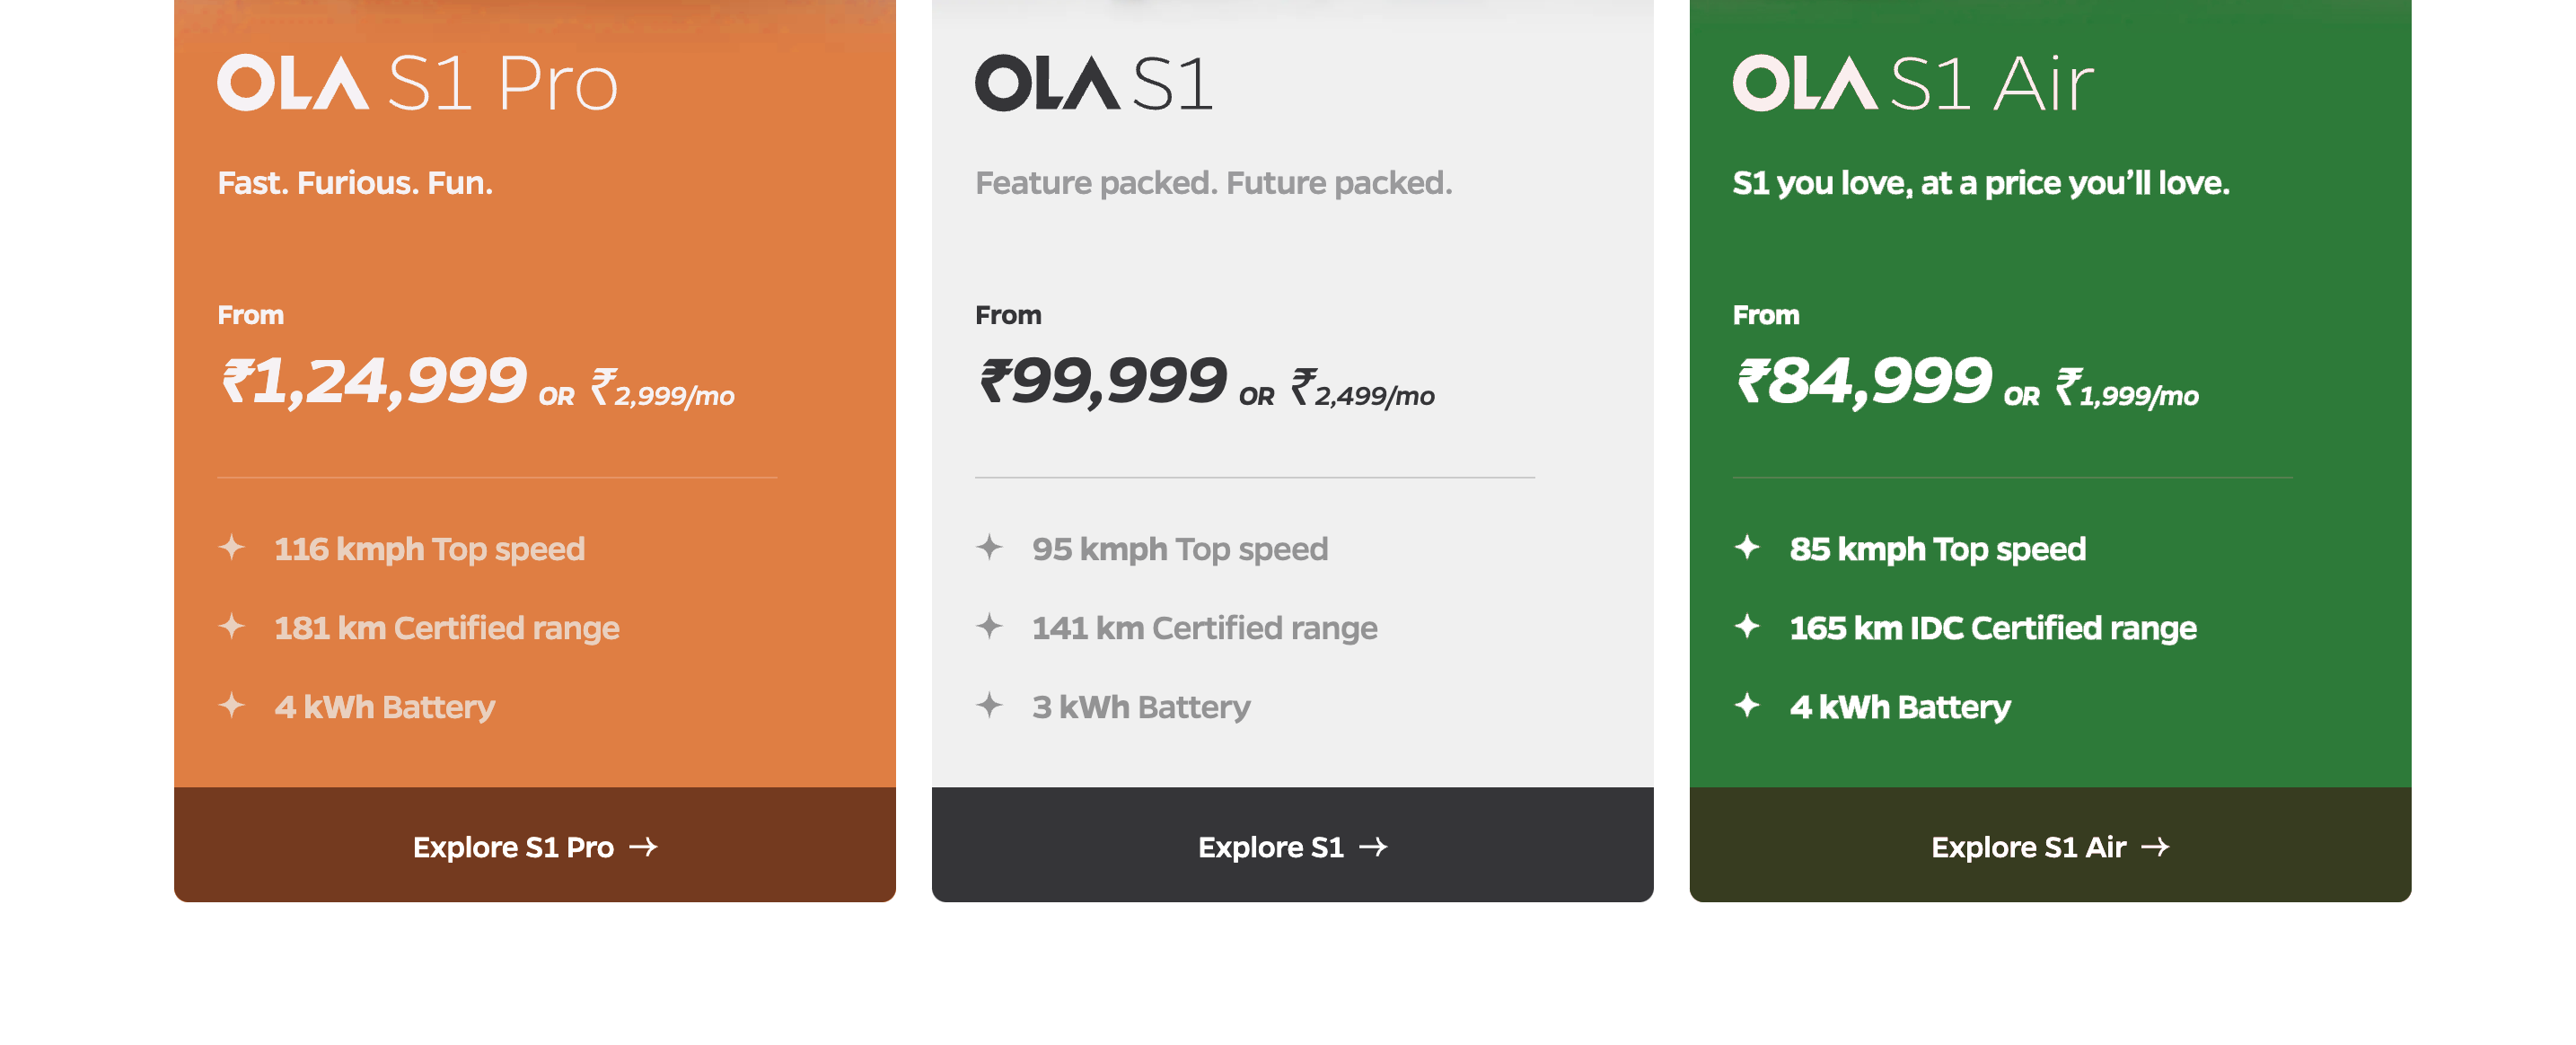 OLA S1 Pro
Fast. Furious. Fun.
From
₹1,24,999 OR ₹2,999/mo
116 kmph Top speed
181 km Certified range
4 kWh Battery
Explore S1 Pro →
OLA S1
Feature packed. Future packed.
From
₹99,999 OR ₹2,499/mo
95 kmph Top speed
141 km Certified range
3 kWh Battery
Explore S1 →
OLA S1 Air
S1 you love, at a price you’ll love.
From
₹84,999 OR ₹1,999/mo
85 kmph Top speed
165 km IDC Certified range
4 kWh Battery
Explore S1 Air →